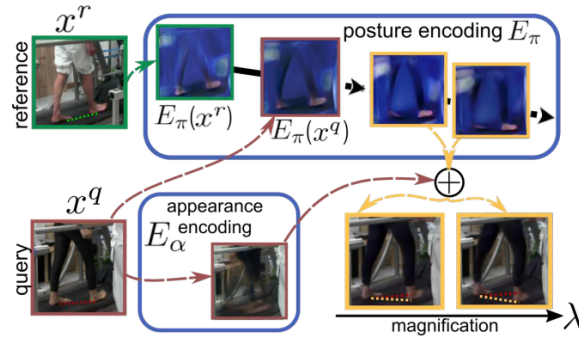 x^r
posture encoding E_π
reference
E_π(x^r)
E_π(x^q)
x^q
appearance
encoding
E_α
query
λ
magnification